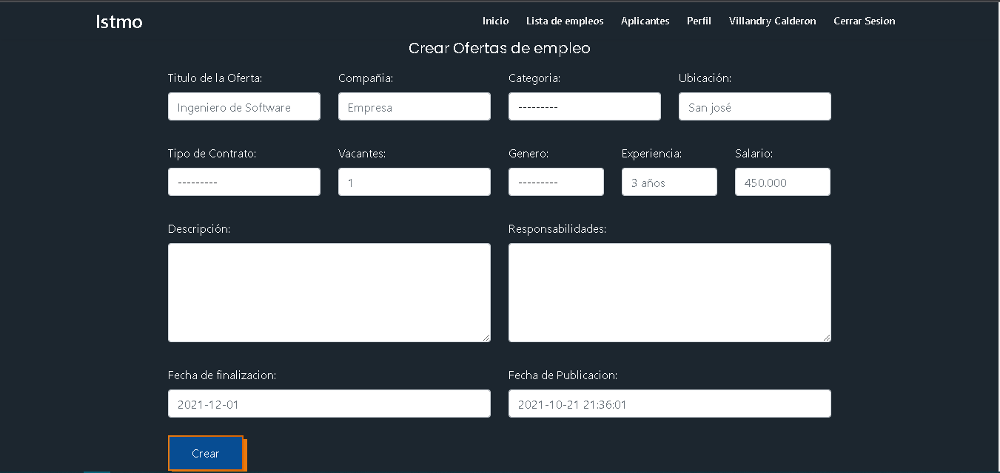 Istmo Inicio Lista de empleos Aplicantes Perfil Villandry Calderon Cerrar Sesion
Crear Ofertas de empleo
Titulo de la Oferta: Compañia: Categoria: Ubicación:
Ingeniero de Software Empresa --------- San josé
Tipo de Contrato: Vacantes: Genero: Experiencia: Salario:
--------- 1 --------- 3 años 450.000
Descripción: Responsabilidades:
Fecha de finalizacion: Fecha de Publicacion:
2021-12-01 2021-10-21 21:36:01
Crear